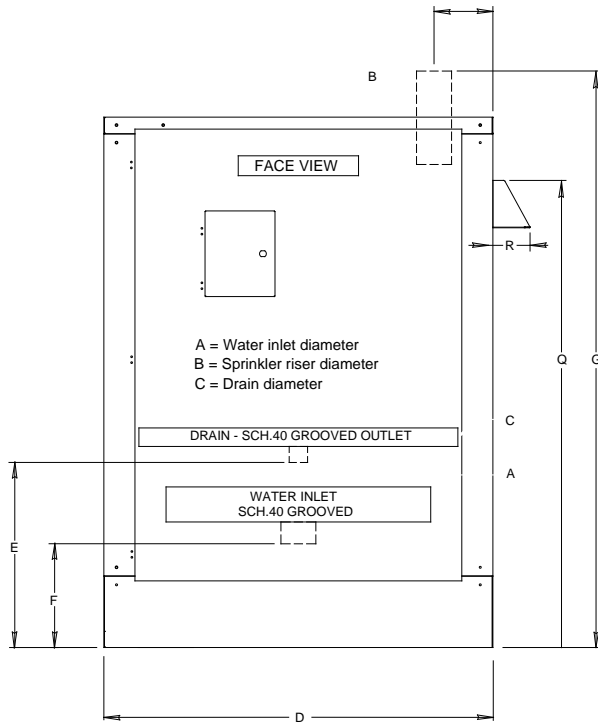 B
FACE VIEW
R
A = Water inlet diameter
B = Sprinkler riser diameter
C = Drain diameter
Q
G
C
DRAIN - SCH.40 GROOVED OUTLET
A
WATER INLET
SCH.40 GROOVED
E
F
D